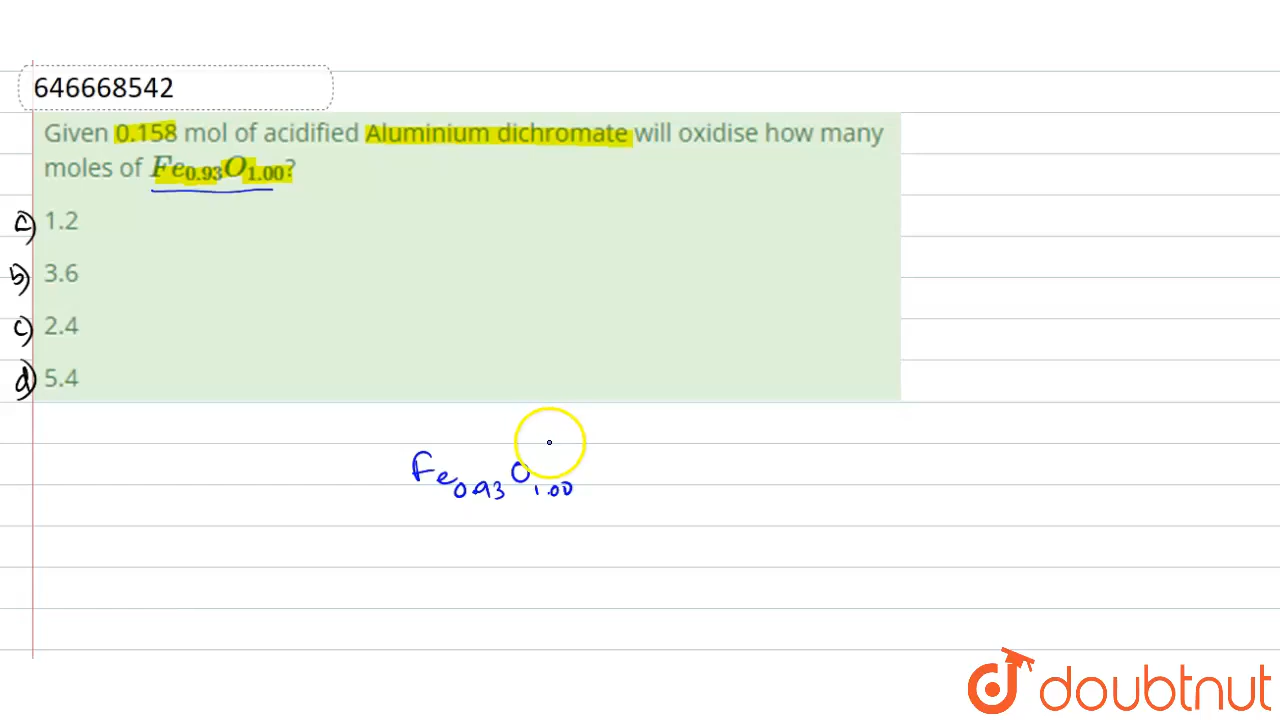 646668542
Given 0.158 mol of acidified Aluminium dichromate will oxidise how many
moles of Fe₀.₉₃O₁.₀₀?
a) 1.2
b) 3.6
c) 2.4
d) 5.4
Fe₀.₉₃O₁.₀₀
doubtnut